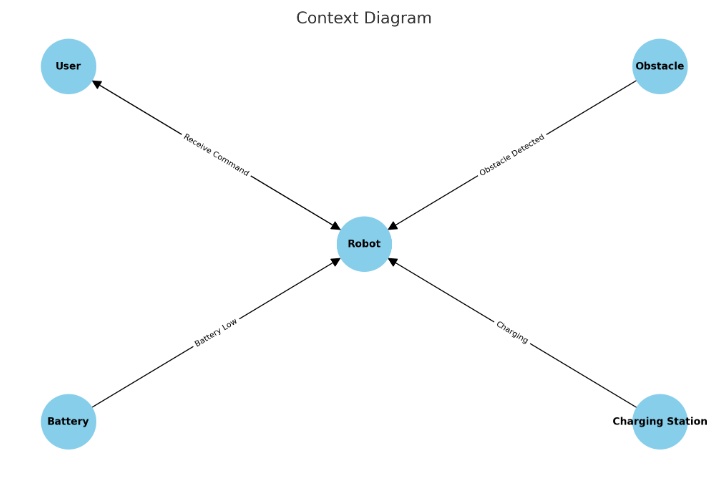 Context Diagram
User
Obstacle
Receive Command
Obstacle Detected
Robot
Battery Low
Charging
Battery
Charging Station